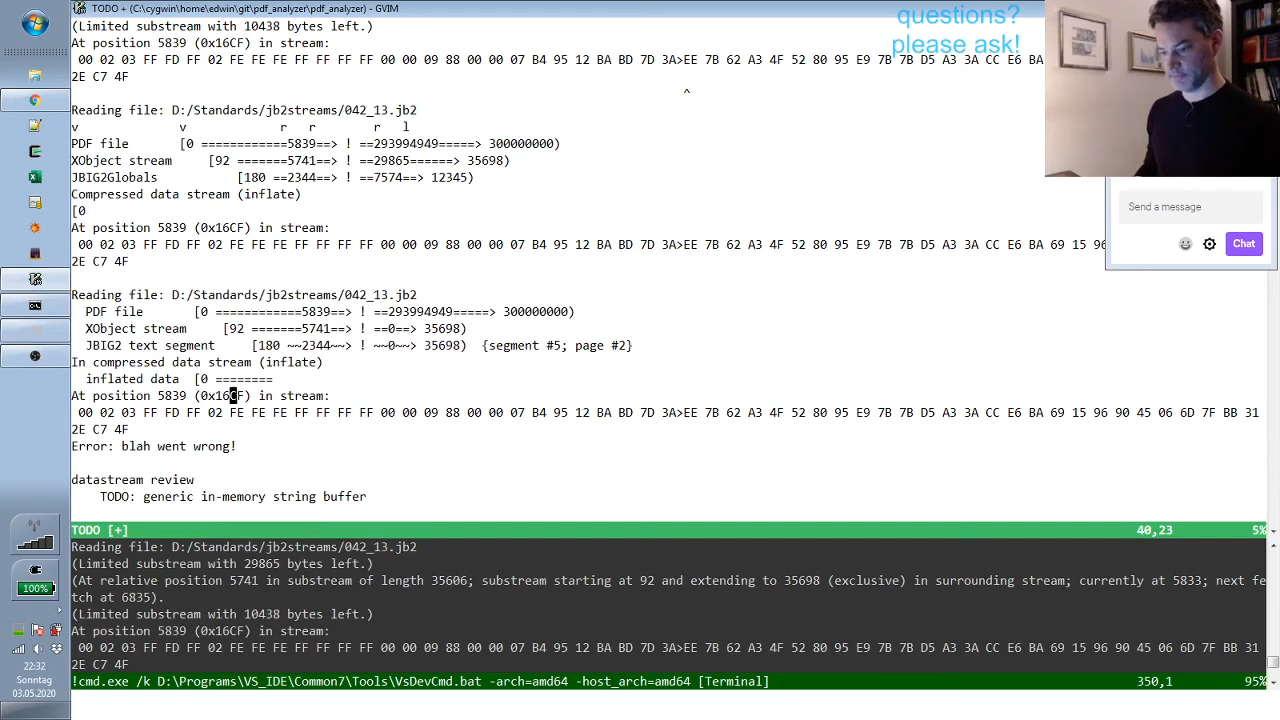 TODO + (C:\cygwin\home\edwin\git\pdf_analyzer\pdf_analyzer) - GVIM
questions?
please ask!
(Limited substream with 10438 bytes left.)
At position 5839 (0x16CF) in stream:
00 02 03 FF FD FF 02 FE FE FE FF FF FF FF 00 00 09 88 00 00 07 B4 95 12 BA BD 7D 3A>EE 7B 62 A3 4F 52 80 95 E9 7B 7B D5 A3 3A CC E6 BA
2E C7 4F
^
Reading file: D:/Standards/jb2streams/042_13.jb2
v v r r r l
PDF file [0 ============5839==> ! ==293994949=====> 300000000)
XObject stream [92 =======5741==> ! ==29865======> 35698)
JBIG2Globals [180 ==2344==> ! ==7574==> 12345)
Compressed data stream (inflate)
[0
At position 5839 (0x16CF) in stream:
00 02 03 FF FD FF 02 FE FE FE FF FF FF FF 00 00 09 88 00 00 07 B4 95 12 BA BD 7D 3A>EE 7B 62 A3 4F 52 80 95 E9 7B 7B D5 A3 3A CC E6 BA 69 15 96
2E C7 4F
Reading file: D:/Standards/jb2streams/042_13.jb2
PDF file [0 ============5839==> ! ==293994949=====> 300000000)
XObject stream [92 =======5741==> ! ==0==> 35698)
JBIG2 text segment [180 ~~2344~~> ! ~~0~~> 35698) {segment #5; page #2}
In compressed data stream (inflate)
inflated data [0 ========
At position 5839 (0x16CF) in stream:
00 02 03 FF FD FF 02 FE FE FE FF FF FF FF 00 00 09 88 00 00 07 B4 95 12 BA BD 7D 3A>EE 7B 62 A3 4F 52 80 95 E9 7B 7B D5 A3 3A CC E6 BA 69 15 96 90 45 06 6D 7F BB 31
2E C7 4F
Error: blah went wrong!
datastream review
TODO: generic in-memory string buffer
TODO [+] 40,23 5%
Reading file: D:/Standards/jb2streams/042_13.jb2
(Limited substream with 29865 bytes left.)
(At relative position 5741 in substream of length 35606; substream starting at 92 and extending to 35698 (exclusive) in surrounding stream; currently at 5833; next fe
tch at 6835).
(Limited substream with 10438 bytes left.)
At position 5839 (0x16CF) in stream:
00 02 03 FF FD FF 02 FE FE FE FF FF FF FF 00 00 09 88 00 00 07 B4 95 12 BA BD 7D 3A>EE 7B 62 A3 4F 52 80 95 E9 7B 7B D5 A3 3A CC E6 BA 69 15 96 90 45 06 6D 7F BB 31
2E C7 4F
!cmd.exe /k D:\Programs\VS_IDE\Common7\Tools\VsDevCmd.bat -arch=amd64 -host_arch=amd64 [Terminal] 350,1 95%
Send a message
Chat
100%
22:32
Sonntag
03.05.2020